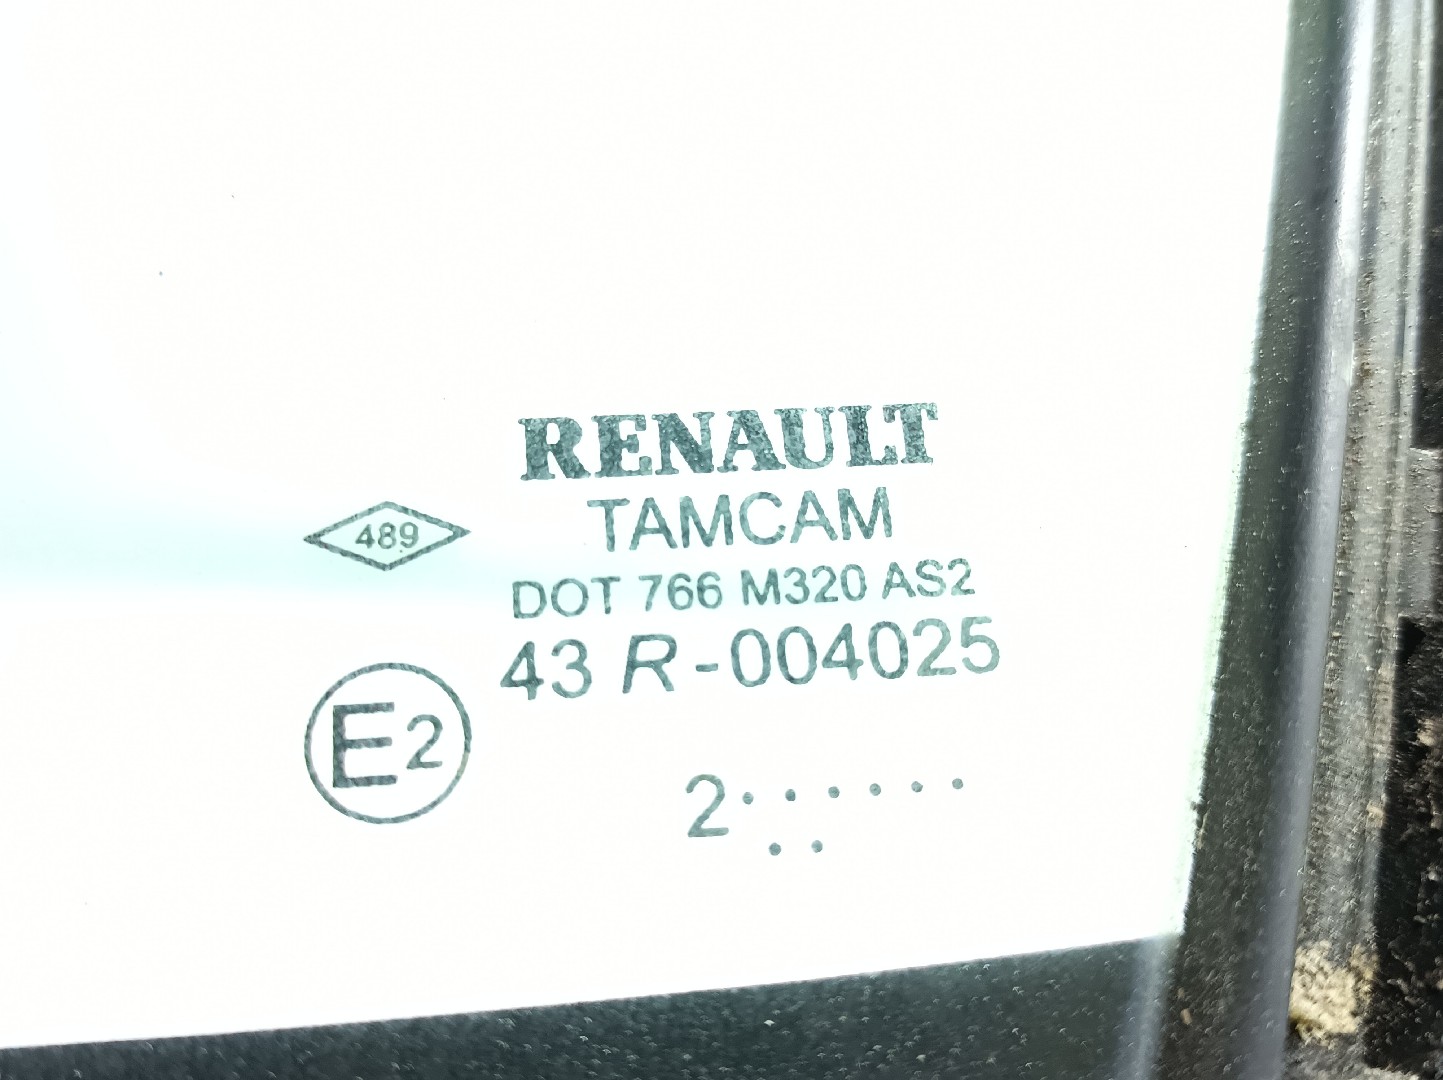 RENAULT
TAMCAM
489
DOT 766 M320 AS2
43 R-004025
E2
2 · · · · · ·
· ·